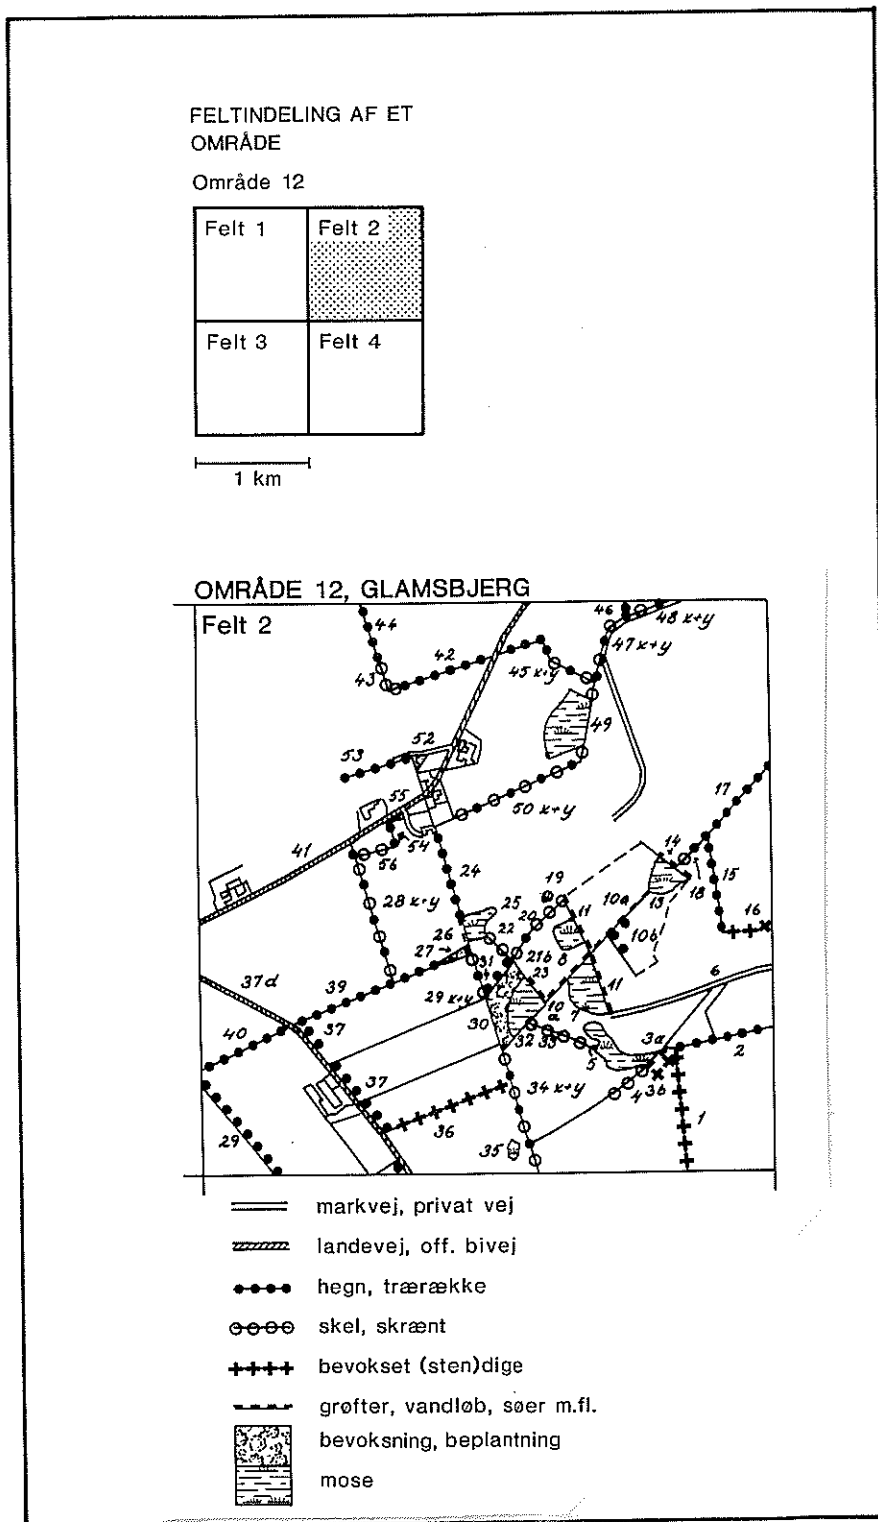 FELTINDELING AF ET
OMRÅDE
Område 12
Felt 1
Felt 2
Felt 3
Felt 4
1 km
OMRÅDE 12, GLAMSBJERG
Felt 2
46
48 x+y
44
47 x+y
42
45 x+y
43
49
52
53
17
55
50 x+y
54
14
41
56
24
18
15
19
13
28 x+y
25
10a
16
20
11
22
26
10b
27
21b
8
31
23
6
37d
39
11
29 x+y
10a
7
30
40
37
32
33
3a
5
2
37
34 x+y
4
3b
36
1
29
35
markvej, privat vej
landevej, off. bivej
hegn, trærække
skel, skrænt
bevokset (sten)dige
grøfter, vandløb, søer m.fl.
bevoksning, beplantning
mose